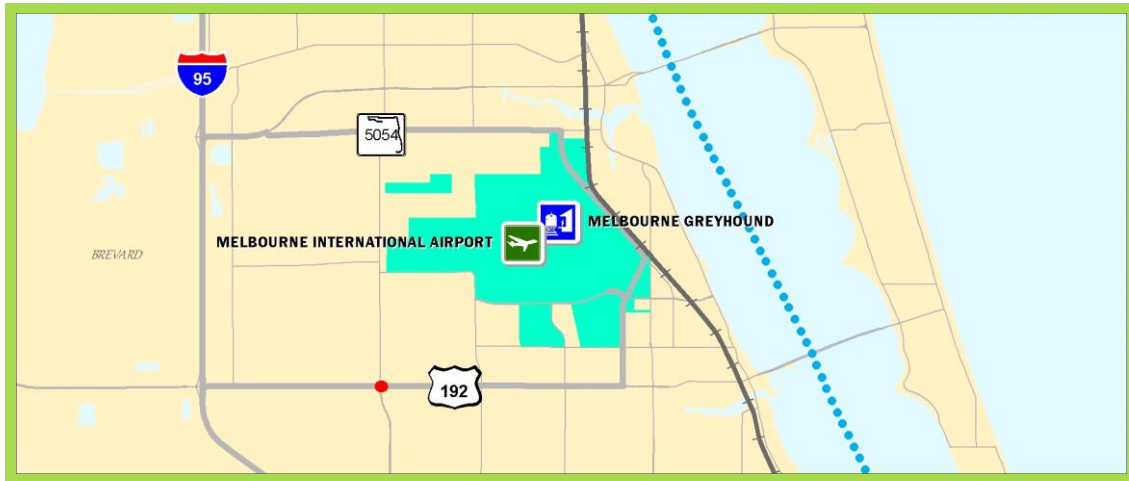 95
5054
MELBOURNE GREYHOUND
MELBOURNE INTERNATIONAL AIRPORT
BREVARD
192